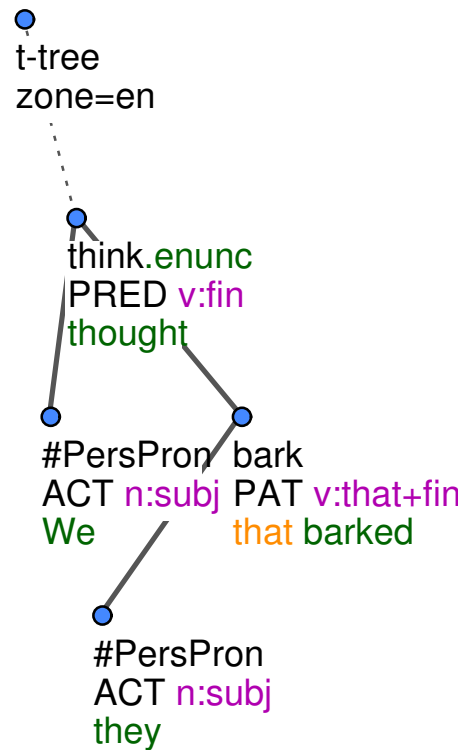 t-tree
zone=en
think.enunc
PRED v:fin
thought
#PersPron
ACT n:subj
We
bark
PAT v:that+fin
that barked
#PersPron
ACT n:subj
they